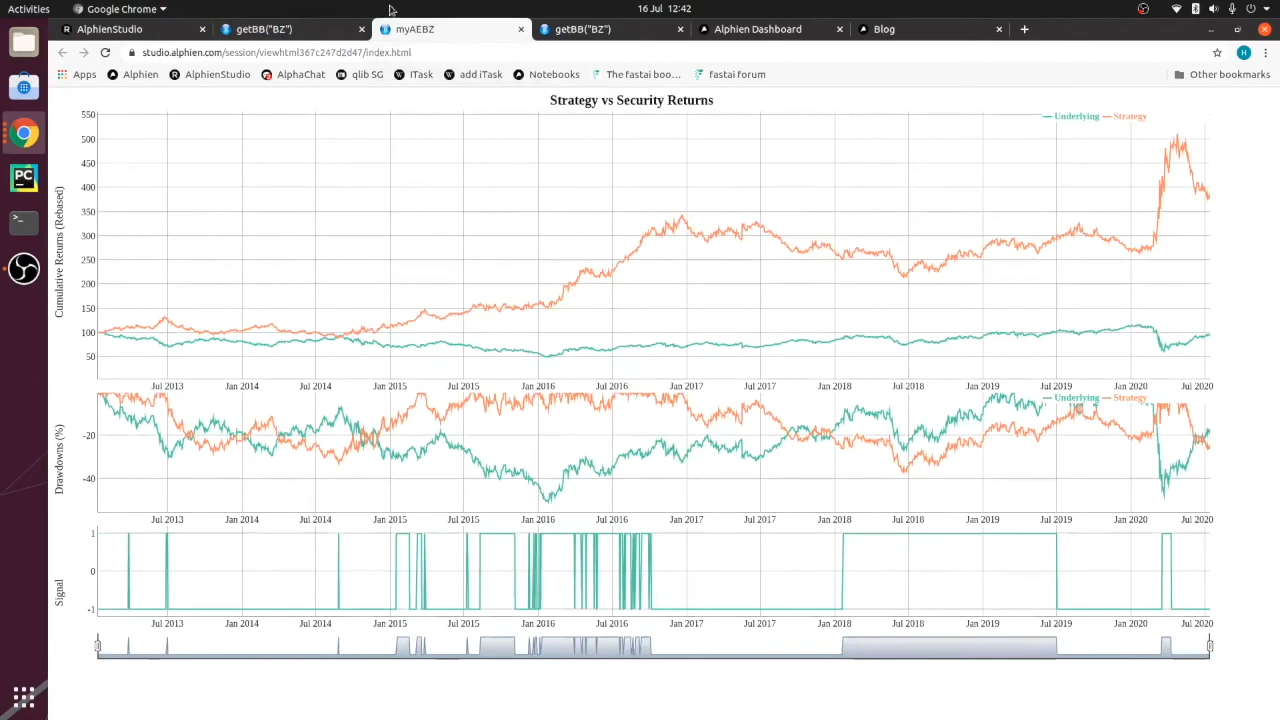 Activities Google Chrome 16 Jul 12:42
AlphienStudio getBB("BZ") myAEBZ getBB("BZ") Alphien Dashboard Blog
studio.alphien.com/session/viewhtml367c247d2d47/index.html H
Apps Alphien AlphienStudio AlphaChat qlib SG ITask add iTask Notebooks The fastai boo... fastai forum Other bookmarks
PC
Strategy vs Security Returns
Underlying Strategy
Cumulative Returns (Rebased)
550
500
450
400
350
300
250
200
150
100
50
Jul 2013 Jan 2014 Jul 2014 Jan 2015 Jul 2015 Jan 2016 Jul 2016 Jan 2017 Jul 2017 Jan 2018 Jul 2018 Jan 2019 Jul 2019 Jan 2020 Jul 2020
Underlying Strategy
Drawdowns (%)
-20
-40
Jul 2013 Jan 2014 Jul 2014 Jan 2015 Jul 2015 Jan 2016 Jul 2016 Jan 2017 Jul 2017 Jan 2018 Jul 2018 Jan 2019 Jul 2019 Jan 2020 Jul 2020
Signal
1
0
-1
Jul 2013 Jan 2014 Jul 2014 Jan 2015 Jul 2015 Jan 2016 Jul 2016 Jan 2017 Jul 2017 Jan 2018 Jul 2018 Jan 2019 Jul 2019 Jan 2020 Jul 2020